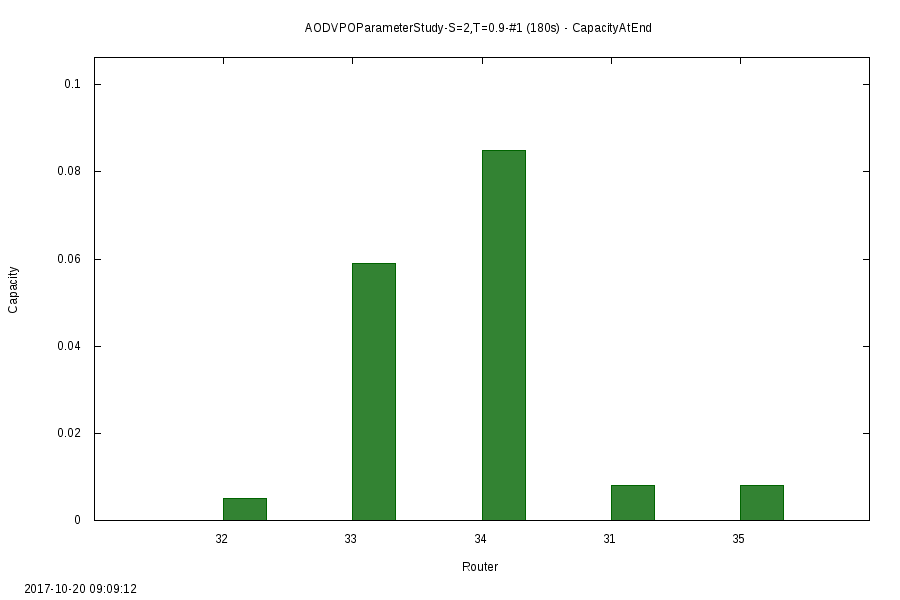 AODVPOParameterStudy-S=2,T=0.9-#1 (180s) - CapacityAtEnd
0.1
0.08
0.06
0.04
0.02
0
Capacity
32 33 34 31 35
Router
2017-10-20 09:09:12